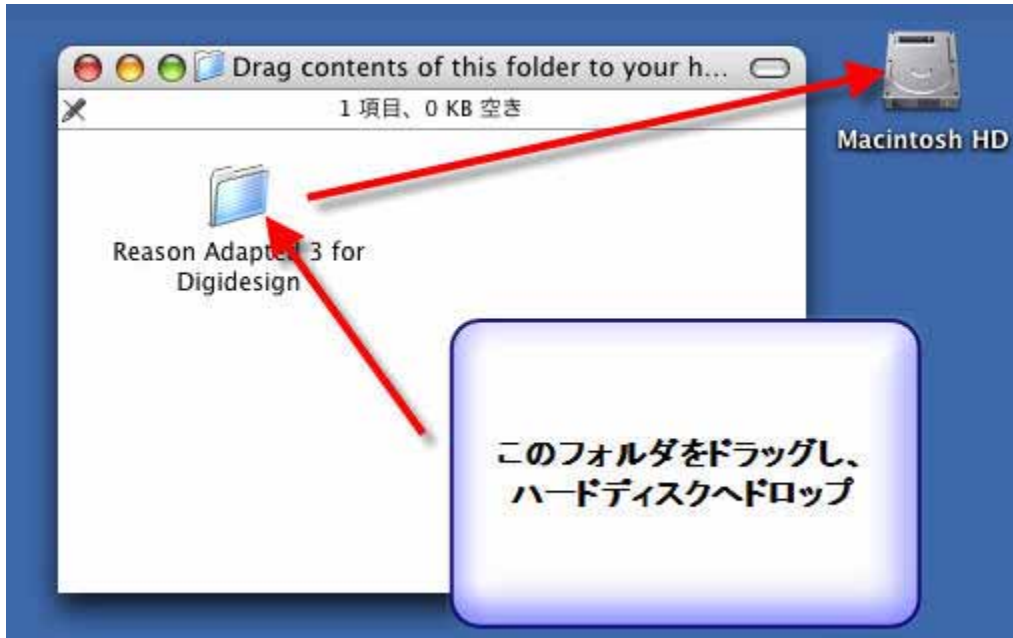 Drag contents of this folder to your h...
1 項目、0 KB 空き
Macintosh HD
Reason Adapted 3 for
Digidesign
このフォルダをドラッグし、
ハードディスクへドロップ